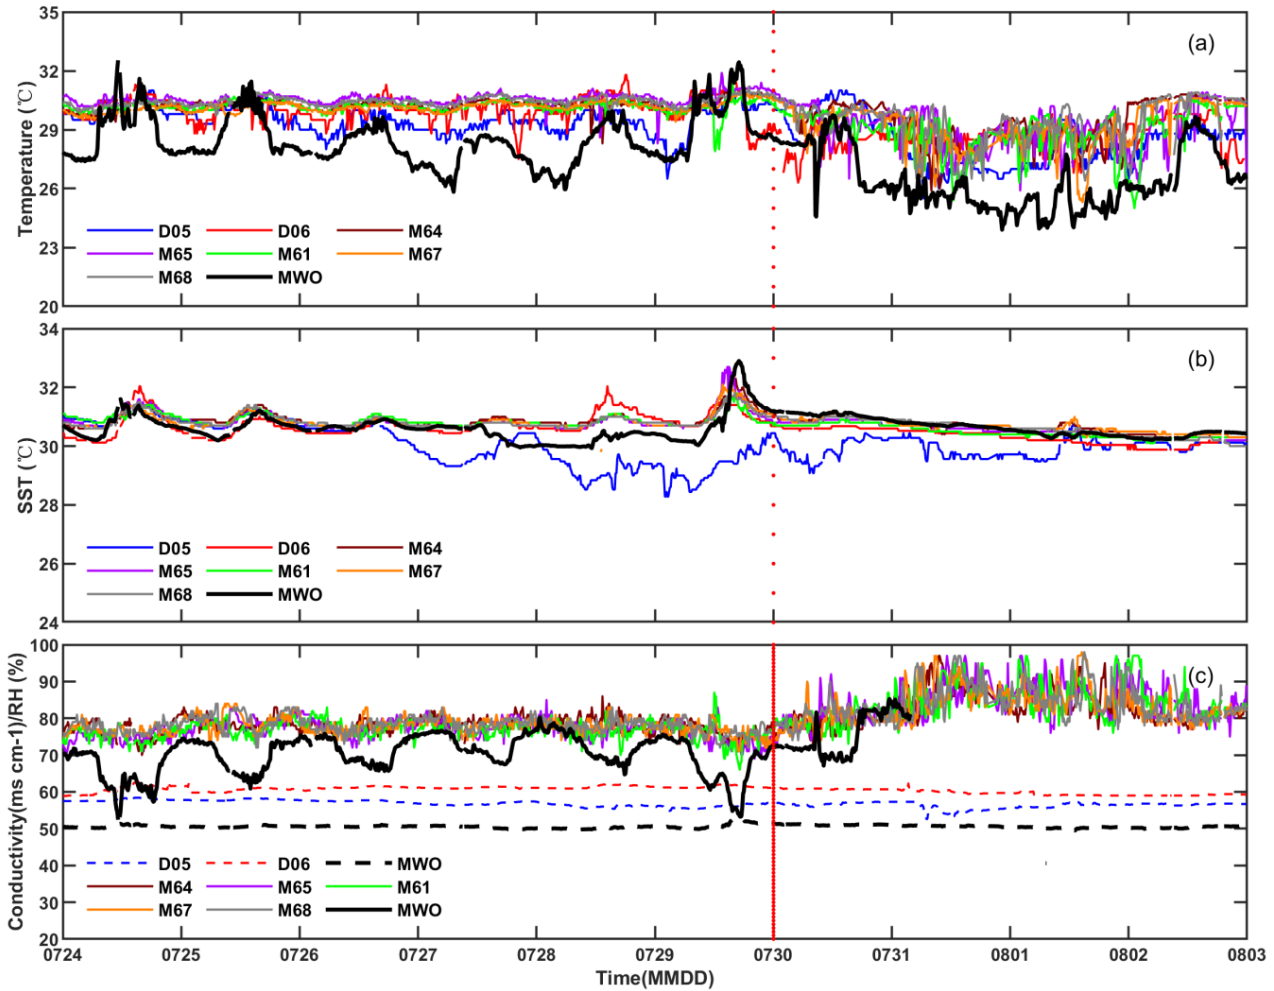 35
(a)
32
29
26
23
20
Temperature (℃)
D05 D06 M64
M65 M61 M67
M68 MWO
34
(b)
32
30
28
26
24
SST (℃)
D05 D06 M64
M65 M61 M67
M68 MWO
100
(c)
90
80
70
60
50
40
30
20
Conductivity(ms cm-1)/RH (%)
D05 D06 MWO
M64 M65 M61
M67 M68 MWO
0724 0725 0726 0727 0728 0729 0730 0731 0801 0802 0803
Time(MMDD)